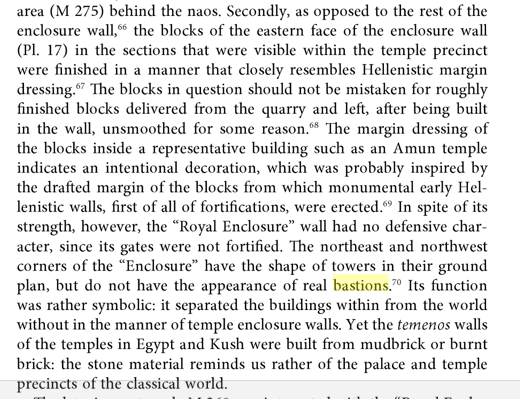 area (M 275) behind the naos. Secondly, as opposed to the rest of the
enclosure wall,⁶⁶ the blocks of the eastern face of the enclosure wall
(Pl. 17) in the sections that were visible within the temple precinct
were finished in a manner that closely resembles Hellenistic margin
dressing.⁶⁷ The blocks in question should not be mistaken for roughly
finished blocks delivered from the quarry and left, after being built
in the wall, unsmoothed for some reason.⁶⁸ The margin dressing of
the blocks inside a representative building such as an Amun temple
indicates an intentional decoration, which was probably inspired by
the drafted margin of the blocks from which monumental early Hel-
lenistic walls, first of all of fortifications, were erected.⁶⁹ In spite of its
strength, however, the “Royal Enclosure” wall had no defensive char-
acter, since its gates were not fortified. The northeast and northwest
corners of the “Enclosure” have the shape of towers in their ground
plan, but do not have the appearance of real bastions.⁷⁰ Its function
was rather symbolic: it separated the buildings within from the world
without in the manner of temple enclosure walls. Yet the temenos walls
of the temples in Egypt and Kush were built from mudbrick or burnt
brick: the stone material reminds us rather of the palace and temple
precincts of the classical world.